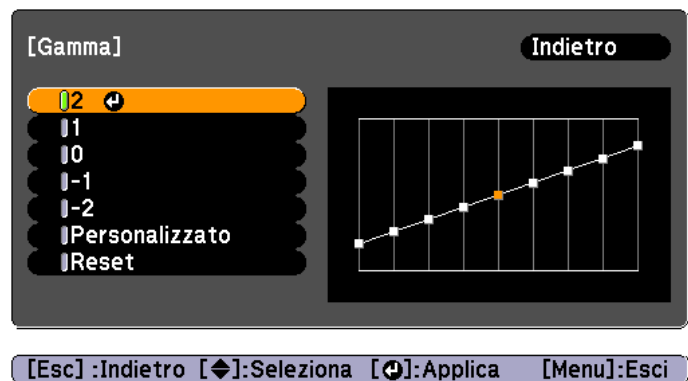 [Gamma]
Indietro
2
1
0
-1
-2
Personalizzato
Reset
[Esc] :Indietro [◆]:Seleziona [↵]:Applica [Menu]:Esci